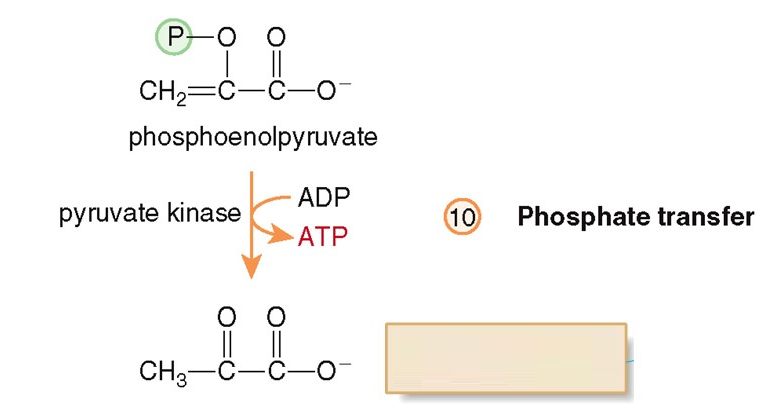 P—O O
CH₂=C—C—O⁻
phosphoenolpyruvate
pyruvate kinase
ADP
ATP
10 Phosphate transfer
O O
CH₃—C—C—O⁻